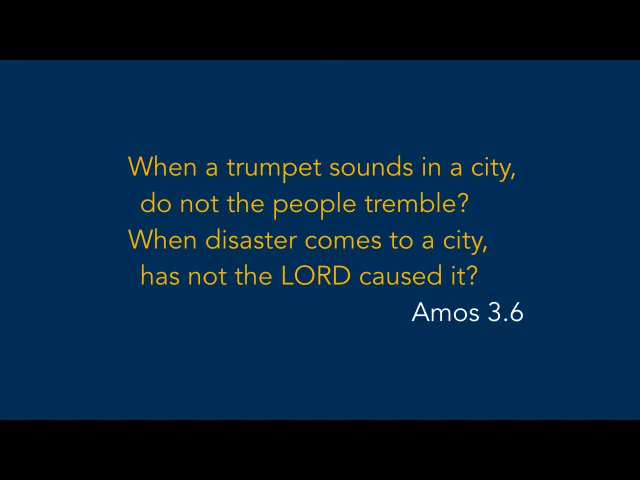 When a trumpet sounds in a city,
do not the people tremble?
When disaster comes to a city,
has not the LORD caused it?
Amos 3.6